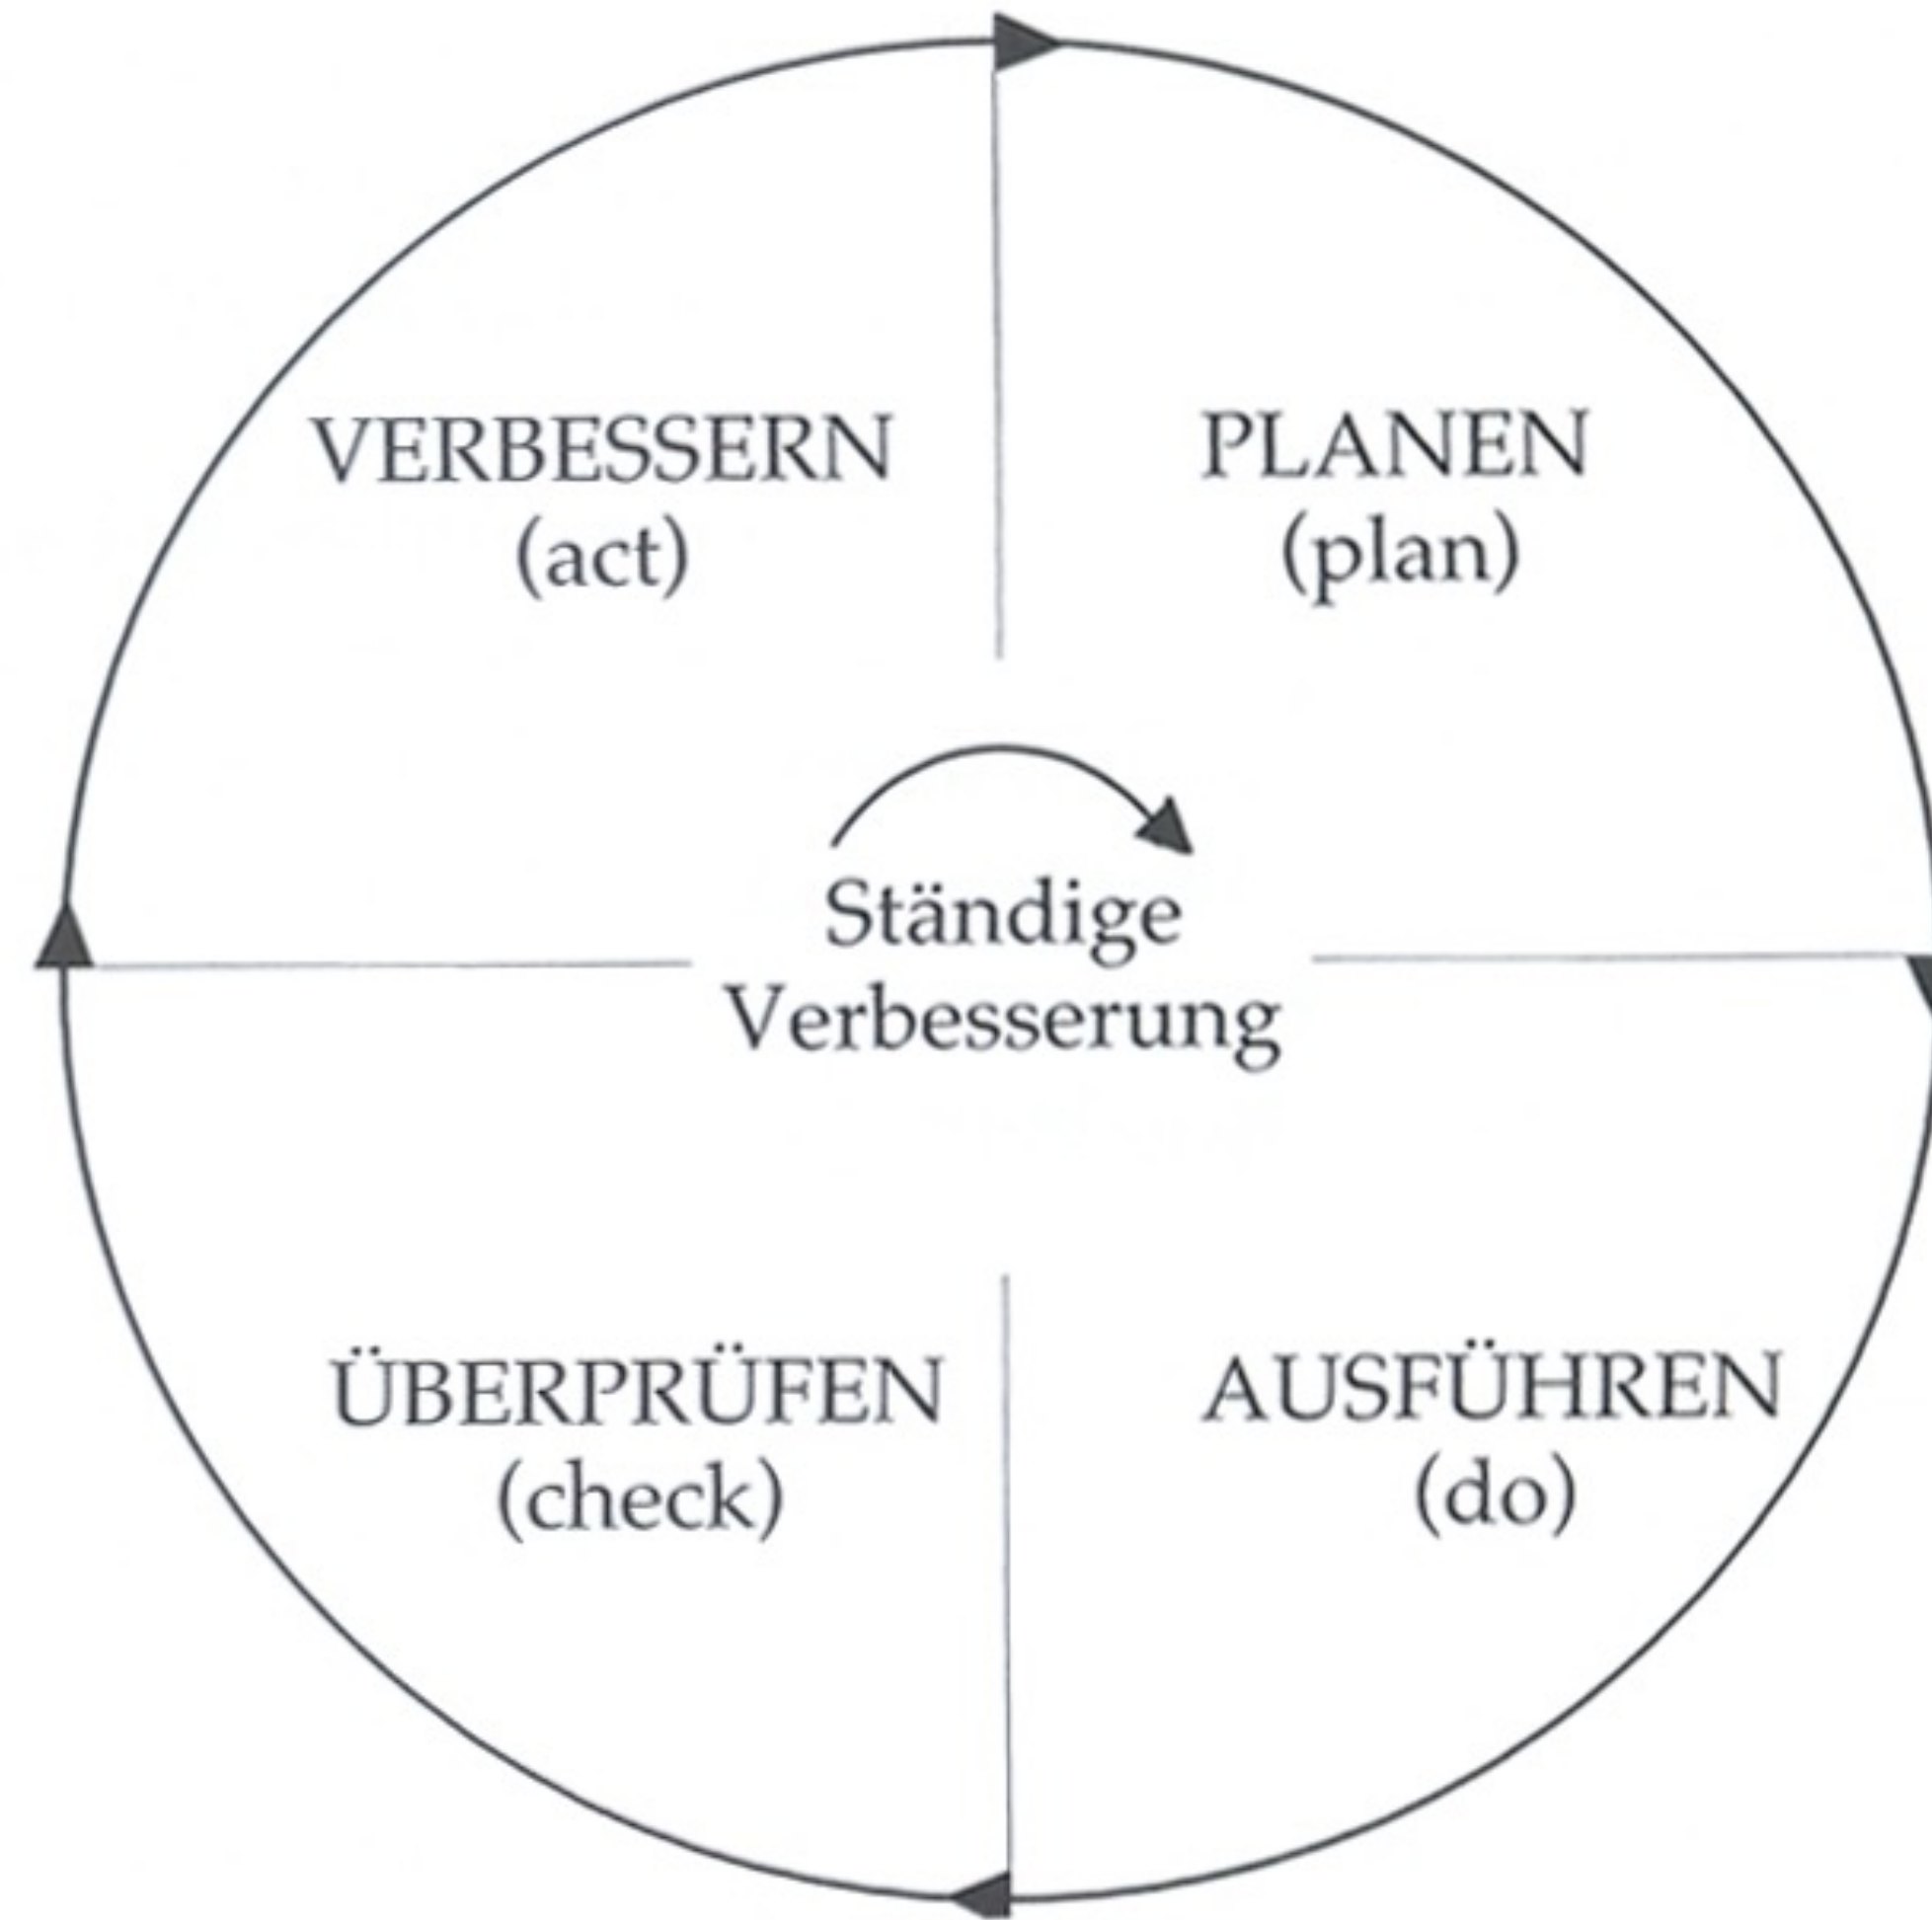 VERBESSERN
(act)
PLANEN
(plan)
Ständige
Verbesserung
ÜBERPRÜFEN
(check)
AUSFÜHREN
(do)